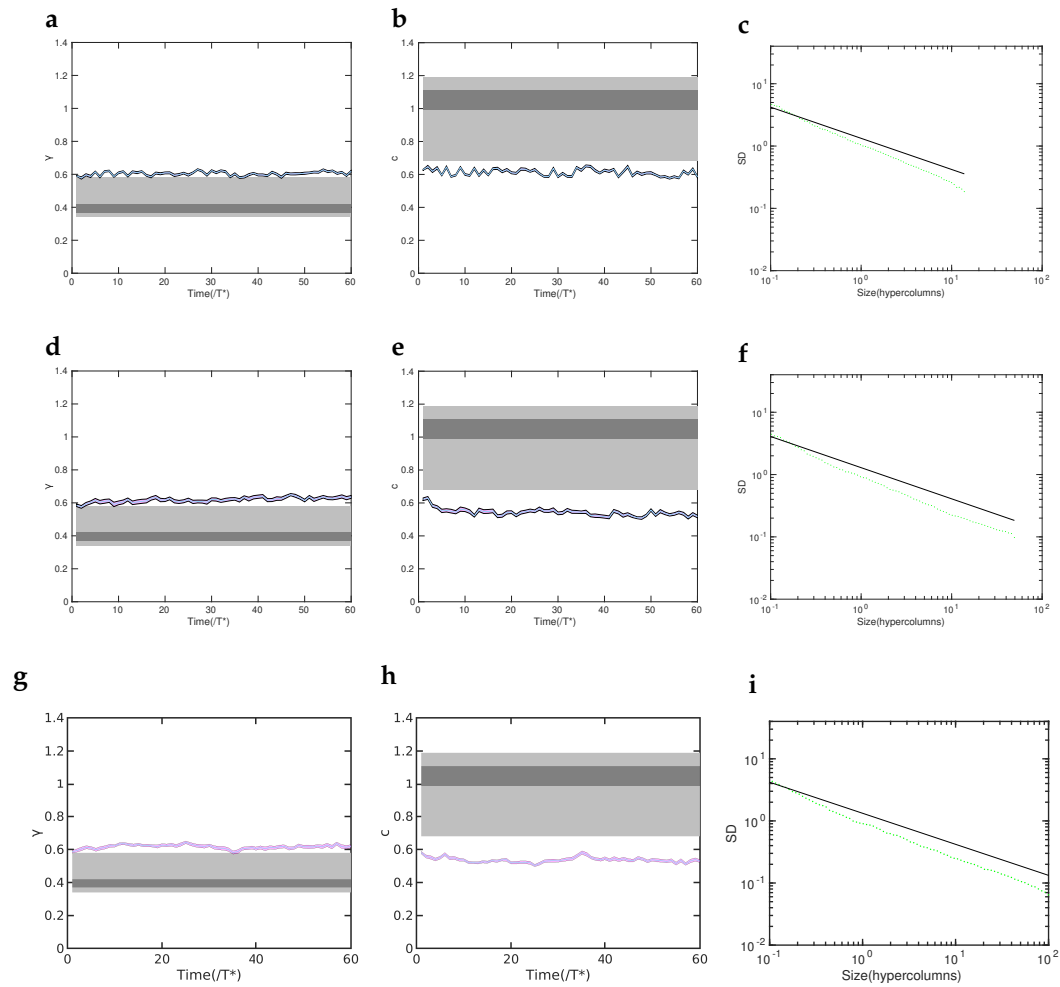 a
b
c
1.4
1.2
1
0.8
0.6
0.4
0.2
0
γ
0 10 20 30 40 50 60
Time(/T*)
1.4
1.2
1
0.8
0.6
0.4
0.2
0
c
0 10 20 30 40 50 60
Time(/T*)
10^1
10^0
10^-1
10^-2
SD
10^-1 10^0 10^1 10^2
Size(hypercolumns)
d
e
f
1.4
1.2
1
0.8
0.6
0.4
0.2
0
γ
0 10 20 30 40 50 60
Time(/T*)
1.4
1.2
1
0.8
0.6
0.4
0.2
0
c
0 10 20 30 40 50 60
Time(/T*)
10^1
10^0
10^-1
10^-2
SD
10^-1 10^0 10^1 10^2
Size(hypercolumns)
g
h
i
1.4
1.2
1
0.8
0.6
0.4
0.2
0
γ
0 20 40 60
Time(/T*)
1.4
1.2
1
0.8
0.6
0.4
0.2
0
c
0 20 40 60
Time(/T*)
10^1
10^0
10^-1
10^-2
SD
10^-1 10^0 10^1 10^2
Size(hypercolumns)